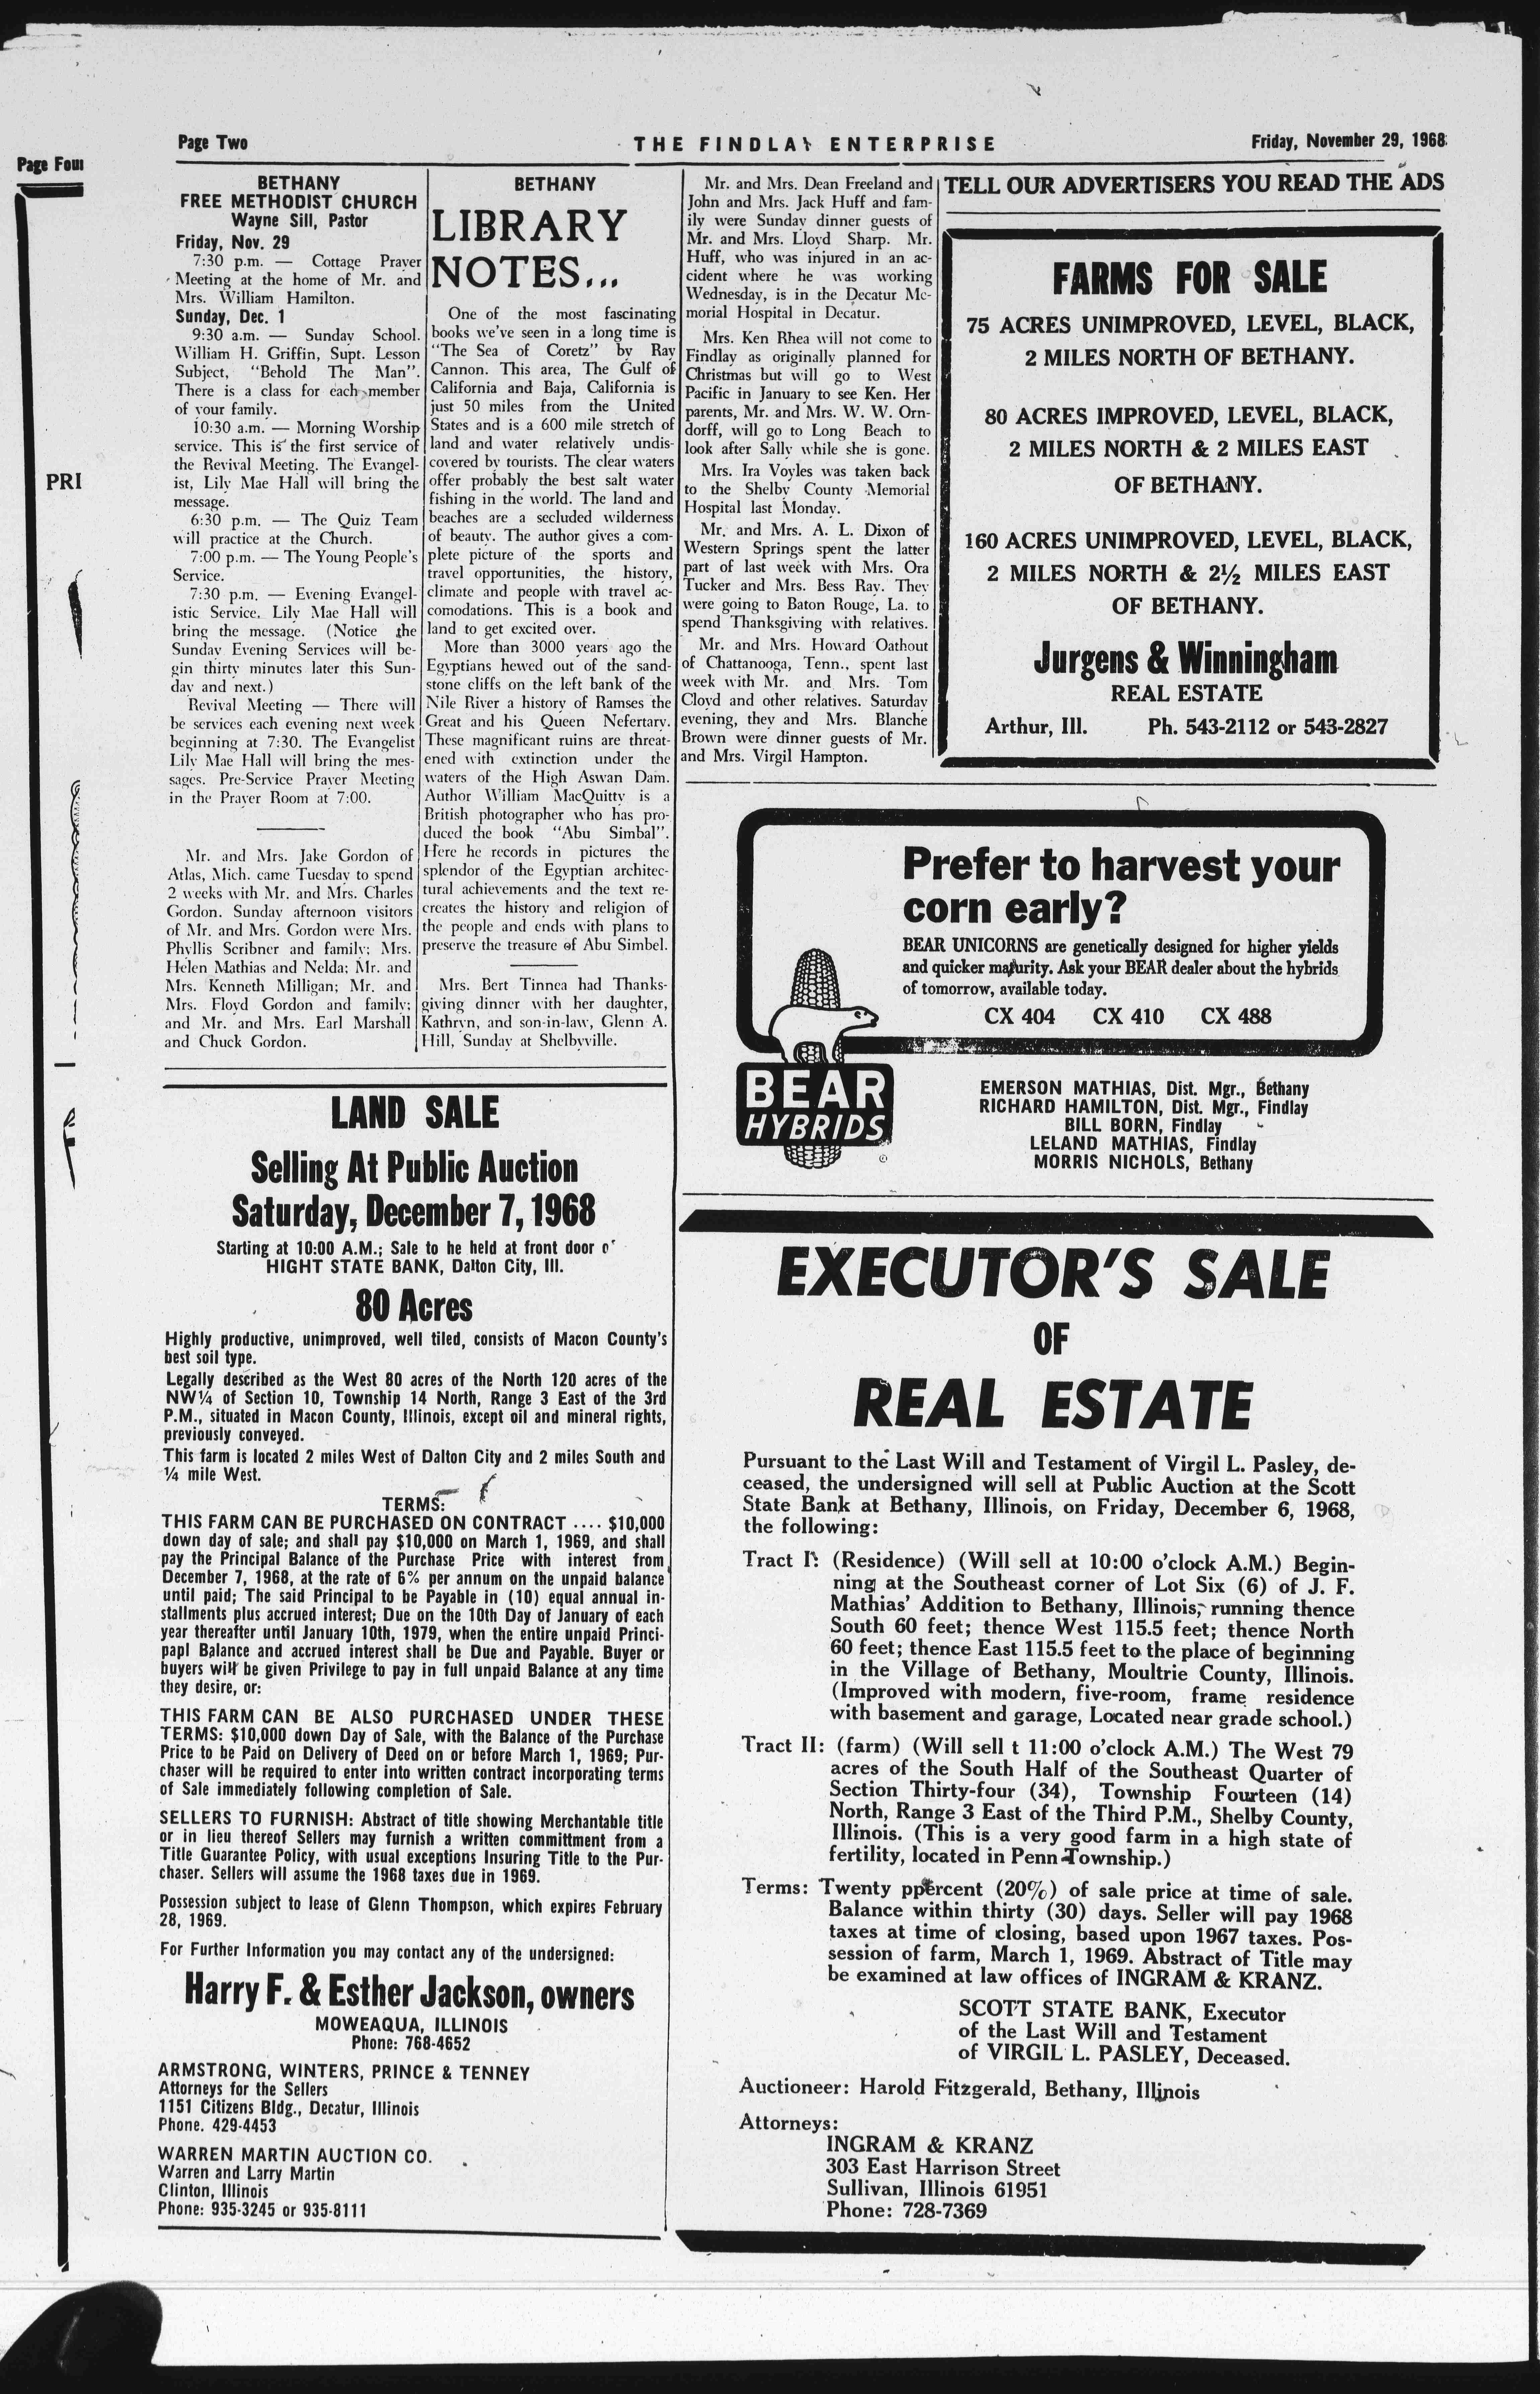 Page Four
PRI
Page Two
THE FINDLAY ENTERPRISE
Friday, November 29, 1968
BETHANY
FREE METHODIST CHURCH
Wayne Sill, Pastor
Friday, Nov. 29
7:30 p.m. — Cottage Prayer
Meeting at the home of Mr. and
Mrs. William Hamilton.
Sunday, Dec. 1
9:30 a.m. — Sunday School.
William H. Griffin, Supt. Lesson
Subject, "Behold The Man".
There is a class for each member
of your family.
10:30 a.m. — Morning Worship
service. This is the first service of
the Revival Meeting. The Evangel-
ist, Lily Mae Hall will bring the
message.
6:30 p.m. — The Quiz Team
will practice at the Church.
7:00 p.m. — The Young People's
Service.
7:30 p.m. — Evening Evangel-
istic Service, Lily Mae Hall will
bring the message. (Notice the
Sunday Evening Services will be-
gin thirty minutes later this Sun-
day and next.)
Revival Meeting — There will
be services each evening next week
beginning at 7:30. The Evangelist
Lily Mae Hall will bring the mes-
sages. Pre-Service Prayer Meeting
in the Prayer Room at 7:00.
Mr. and Mrs. Jake Gordon of
Atlas, Mich. came Tuesday to spend
2 weeks with Mr. and Mrs. Charles
Gordon. Sunday afternoon visitors
of Mr. and Mrs. Gordon were Mrs.
Phyllis Scribner and family; Mrs.
Helen Mathias and Nelda; Mr. and
Mrs. Kenneth Milligan; Mr. and
Mrs. Floyd Gordon and family;
and Mr. and Mrs. Earl Marshall
and Chuck Gordon.
BETHANY
LIBRARY
NOTES...
One of the most fascinating
books we've seen in a long time is
"The Sea of Coretz" by Ray
Cannon. This area, The Gulf of
California and Baja, California is
just 50 miles from the United
States and is a 600 mile stretch of
land and water relatively undis-
covered by tourists. The clear waters
offer probably the best salt water
fishing in the world. The land and
beaches are a secluded wilderness
of beauty. The author gives a com-
plete picture of the sports and
travel opportunities, the history,
climate and people with travel ac-
comodations. This is a book and
land to get excited over.
More than 3000 years ago the
Egyptians hewed out of the sand-
stone cliffs on the left bank of the
Nile River a history of Ramses the
Great and his Queen Nefertary.
These magnificent ruins are threat-
ened with extinction under the
waters of the High Aswan Dam.
Author William MacQuitty is a
British photographer who has pro-
duced the book "Abu Simbal".
Here he records in pictures the
splendor of the Egyptian architec-
tural achievements and the text re-
creates the history and religion of
the people and ends with plans to
preserve the treasure of Abu Simbel.
Mrs. Bert Tinnea had Thanks-
giving dinner with her daughter,
Kathryn, and son-in-law, Glenn A.
Hill, Sunday at Shelbyville.
Mr. and Mrs. Dean Freeland and
John and Mrs. Jack Huff and fam-
ily were Sunday dinner guests of
Mr. and Mrs. Lloyd Sharp. Mr.
Huff, who was injured in an ac-
cident where he was working
Wednesday, is in the Decatur Me-
morial Hospital in Decatur.
Mrs. Ken Rhea will not come to
Findlay as originally planned for
Christmas but will go to West
Pacific in January to see Ken. Her
parents, Mr. and Mrs. W. W. Orn-
dorff, will go to Long Beach to
look after Sally while she is gone.
Mrs. Ira Voyles was taken back
to the Shelby County Memorial
Hospital last Monday.
Mr. and Mrs. A. L. Dixon of
Western Springs spent the latter
part of last week with Mrs. Ora
Tucker and Mrs. Bess Ray. They
were going to Baton Rouge, La. to
spend Thanksgiving with relatives.
Mr. and Mrs. Howard Oathout
of Chattanooga, Tenn., spent last
week with Mr. and Mrs. Tom
Cloyd and other relatives. Saturday
evening, they and Mrs. Blanche
Brown were dinner guests of Mr.
and Mrs. Virgil Hampton.
TELL OUR ADVERTISERS YOU READ THE ADS
FARMS FOR SALE
75 ACRES UNIMPROVED, LEVEL, BLACK,
2 MILES NORTH OF BETHANY.
80 ACRES IMPROVED, LEVEL, BLACK,
2 MILES NORTH & 2 MILES EAST
OF BETHANY.
160 ACRES UNIMPROVED, LEVEL, BLACK,
2 MILES NORTH & 2½ MILES EAST
OF BETHANY.
Jurgens & Winningham
REAL ESTATE
Arthur, Ill. Ph. 543-2112 or 543-2827
Prefer to harvest your
corn early?
BEAR UNICORNS are genetically designed for higher yields
and quicker maturity. Ask your BEAR dealer about the hybrids
of tomorrow, available today.
CX 404 CX 410 CX 488
BEAR
HYBRIDS
®
EMERSON MATHIAS, Dist. Mgr., Bethany
RICHARD HAMILTON, Dist. Mgr., Findlay
BILL BORN, Findlay
LELAND MATHIAS, Findlay
MORRIS NICHOLS, Bethany
LAND SALE
Selling At Public Auction
Saturday, December 7, 1968
Starting at 10:00 A.M.; Sale to he held at front door of
HIGHT STATE BANK, Dalton City, Ill.
80 Acres
Highly productive, unimproved, well tiled, consists of Macon County's
best soil type.
Legally described as the West 80 acres of the North 120 acres of the
NW¼ of Section 10, Township 14 North, Range 3 East of the 3rd
P.M., situated in Macon County, Illinois, except oil and mineral rights,
previously conveyed.
This farm is located 2 miles West of Dalton City and 2 miles South and
¼ mile West.
TERMS:
THIS FARM CAN BE PURCHASED ON CONTRACT .... $10,000
down day of sale; and shall pay $10,000 on March 1, 1969, and shall
pay the Principal Balance of the Purchase Price with interest from
December 7, 1968, at the rate of 6% per annum on the unpaid balance
until paid; The said Principal to be Payable in (10) equal annual in-
stallments plus accrued interest; Due on the 10th Day of January of each
year thereafter until January 10th, 1979, when the entire unpaid Princi-
papl Balance and accrued interest shall be Due and Payable. Buyer or
buyers will be given Privilege to pay in full unpaid Balance at any time
they desire, or:
THIS FARM CAN BE ALSO PURCHASED UNDER THESE
TERMS: $10,000 down Day of Sale, with the Balance of the Purchase
Price to be Paid on Delivery of Deed on or before March 1, 1969; Pur-
chaser will be required to enter into written contract incorporating terms
of Sale immediately following completion of Sale.
SELLERS TO FURNISH: Abstract of title showing Merchantable title
or in lieu thereof Sellers may furnish a written committment from a
Title Guarantee Policy, with usual exceptions Insuring Title to the Pur-
chaser. Sellers will assume the 1968 taxes due in 1969.
Possession subject to lease of Glenn Thompson, which expires February
28, 1969.
For Further Information you may contact any of the undersigned:
Harry F. & Esther Jackson, owners
MOWEAQUA, ILLINOIS
Phone: 768-4652
ARMSTRONG, WINTERS, PRINCE & TENNEY
Attorneys for the Sellers
1151 Citizens Bldg., Decatur, Illinois
Phone. 429-4453
WARREN MARTIN AUCTION CO.
Warren and Larry Martin
Clinton, Illinois
Phone: 935-3245 or 935-8111
EXECUTOR'S SALE
OF
REAL ESTATE
Pursuant to the Last Will and Testament of Virgil L. Pasley, de-
ceased, the undersigned will sell at Public Auction at the Scott
State Bank at Bethany, Illinois, on Friday, December 6, 1968,
the following:
Tract I: (Residence) (Will sell at 10:00 o'clock A.M.) Begin-
ning at the Southeast corner of Lot Six (6) of J. F.
Mathias' Addition to Bethany, Illinois, running thence
South 60 feet; thence West 115.5 feet; thence North
60 feet; thence East 115.5 feet to the place of beginning
in the Village of Bethany, Moultrie County, Illinois.
(Improved with modern, five-room, frame residence
with basement and garage, Located near grade school.)
Tract II: (farm) (Will sell t 11:00 o'clock A.M.) The West 79
acres of the South Half of the Southeast Quarter of
Section Thirty-four (34), Township Fourteen (14)
North, Range 3 East of the Third P.M., Shelby County,
Illinois. (This is a very good farm in a high state of
fertility, located in Penn Township.)
Terms: Twenty ppercent (20%) of sale price at time of sale.
Balance within thirty (30) days. Seller will pay 1968
taxes at time of closing, based upon 1967 taxes. Pos-
session of farm, March 1, 1969. Abstract of Title may
be examined at law offices of INGRAM & KRANZ.
SCOTT STATE BANK, Executor
of the Last Will and Testament
of VIRGIL L. PASLEY, Deceased.
Auctioneer: Harold Fitzgerald, Bethany, Illinois
Attorneys:
INGRAM & KRANZ
303 East Harrison Street
Sullivan, Illinois 61951
Phone: 728-7369